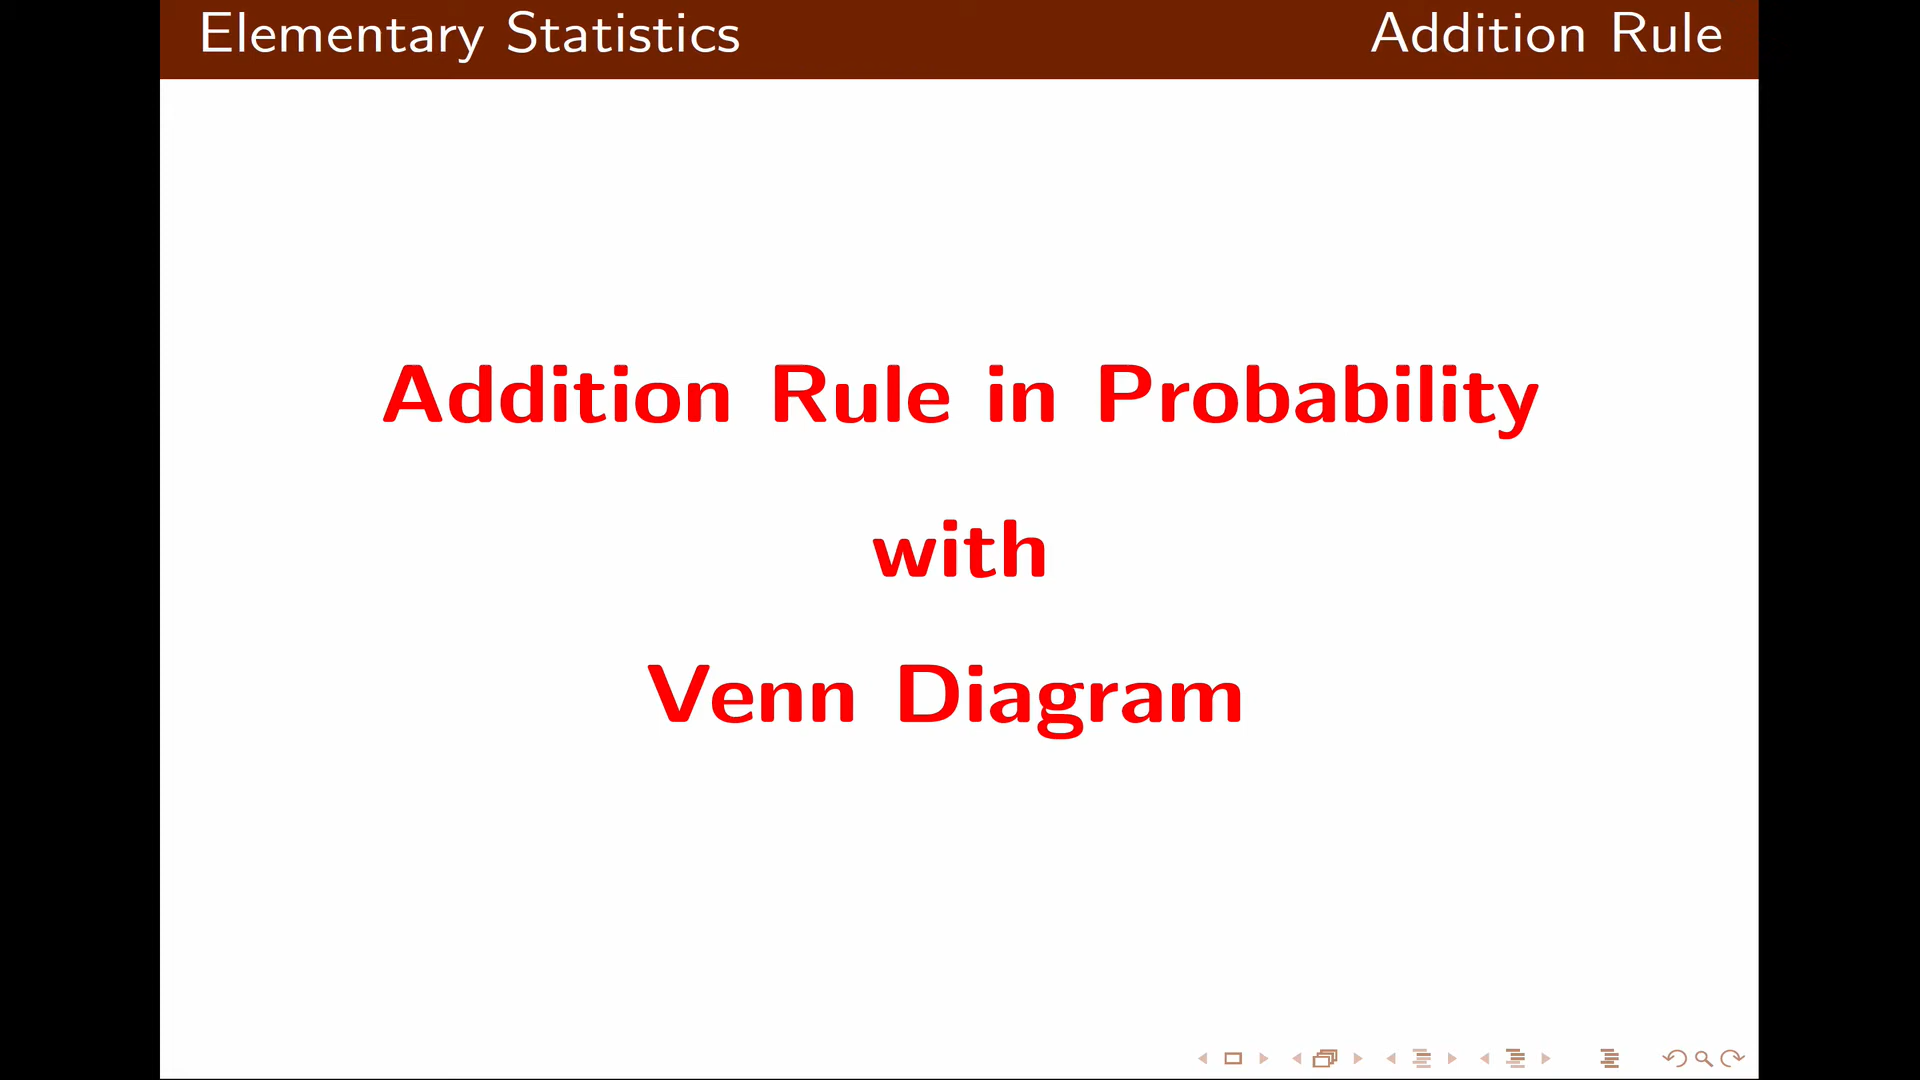 Elementary Statistics Addition Rule
Addition Rule in Probability
with
Venn Diagram